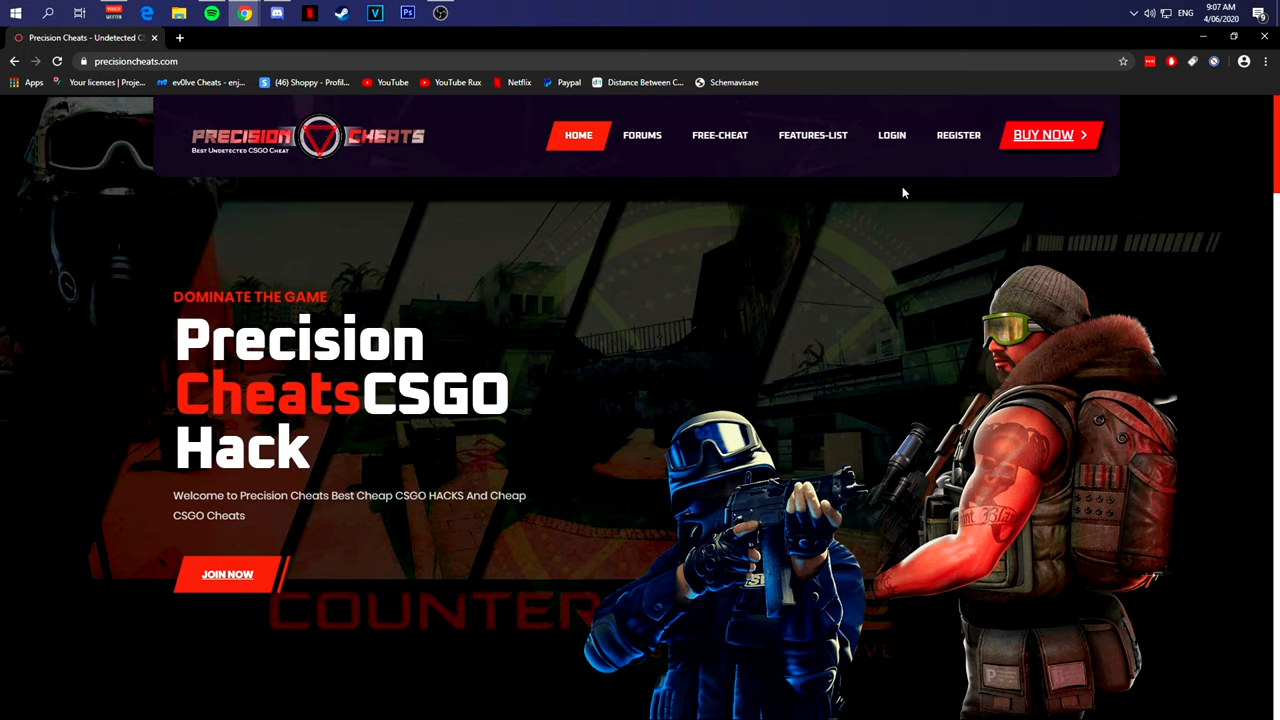 9:07 AM
ENG
4/06/2020
Precision Cheats - Undetected C
precisioncheats.com
Apps
Your licenses | Proje...
ev0lve Cheats - enj...
(46) Shoppy - Profil...
YouTube
YouTube Rux
Netflix
Paypal
Distance Between C...
Schemavisare
PRECISION CHEATS
BEST UNDETECTED CSGO CHEAT
HOME
FORUMS
FREE-CHEAT
FEATURES-LIST
LOGIN
REGISTER
BUY NOW
DOMINATE THE GAME
Precision
CheatsCSGO
Hack
Welcome to Precision Cheats Best Cheap CSGO HACKS And Cheap
CSGO Cheats
JOIN NOW
COUNTER